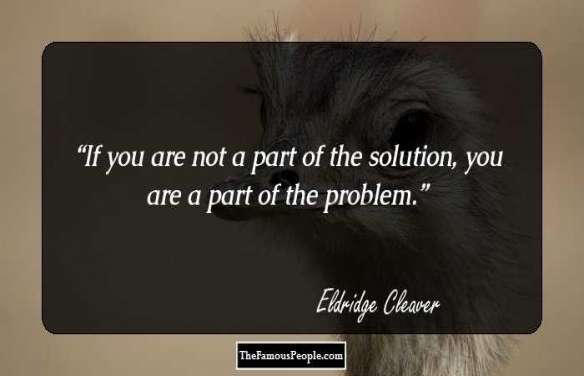 “If you are not a part of the solution, you
are a part of the problem.”
Eldridge Cleaver
TheFamousPeople.com